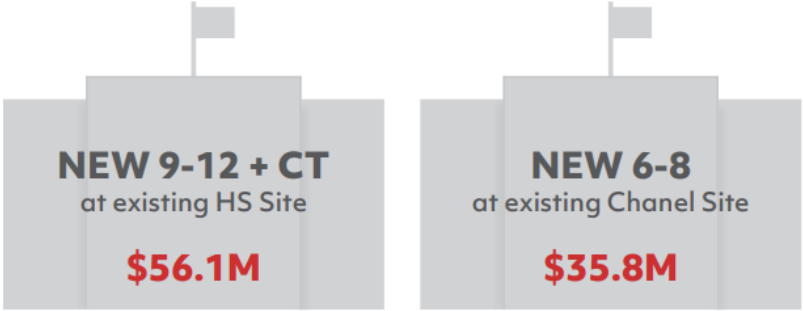 NEW 9-12 + CT
at existing HS Site
$56.1M
NEW 6-8
at existing Chanel Site
$35.8M